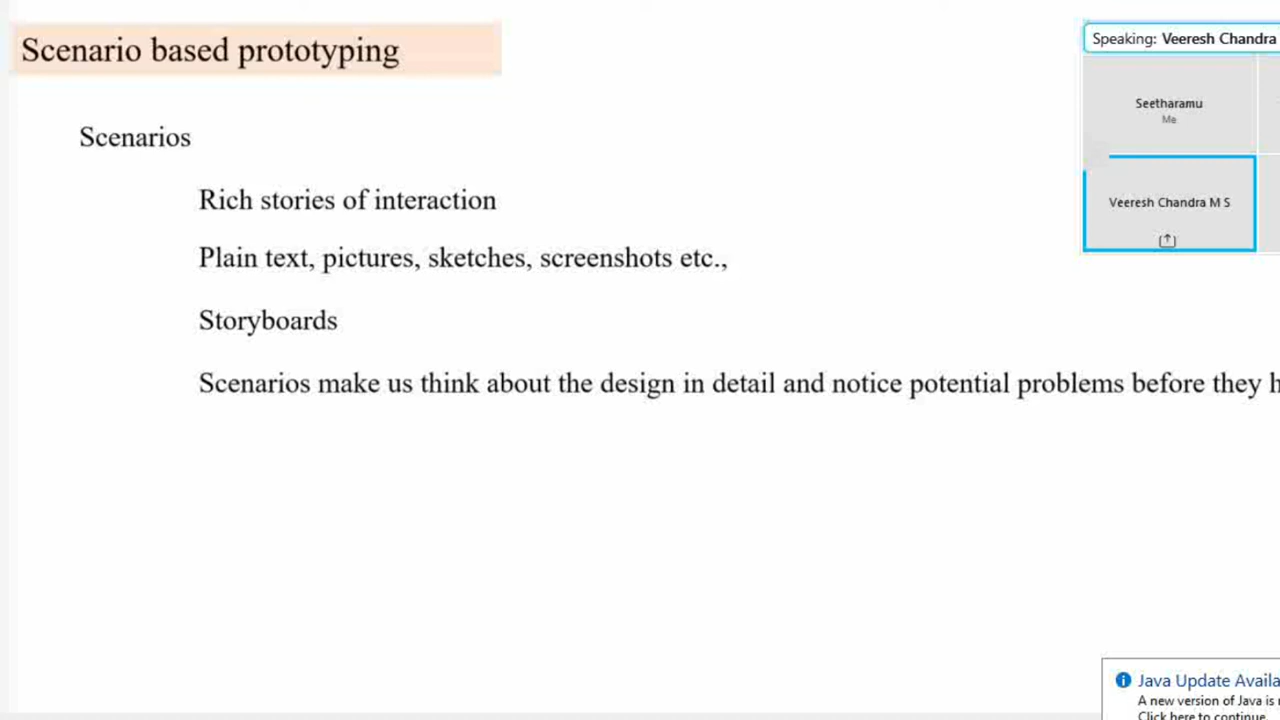 Scenario based prototyping
Scenarios
Rich stories of interaction
Plain text, pictures, sketches, screenshots etc.,
Storyboards
Scenarios make us think about the design in detail and notice potential problems before they
Speaking: Veeresh Chandra
Seetharamu
Me
Veeresh Chandra M S
Java Update
A new version of Java is
Click here to continue.